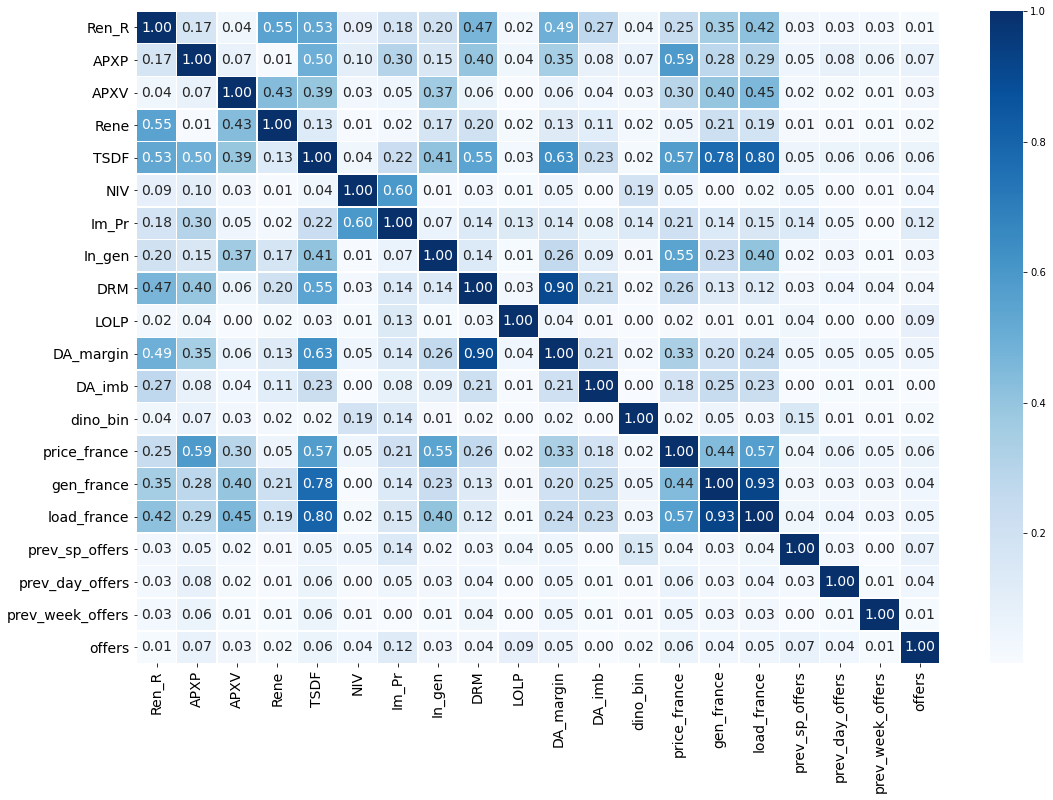 Ren_R 1.00 0.17 0.04 0.55 0.53 0.09 0.18 0.20 0.47 0.02 0.49 0.27 0.04 0.25 0.35 0.42 0.03 0.03 0.03 0.01
APXP 0.17 1.00 0.07 0.01 0.50 0.10 0.30 0.15 0.40 0.04 0.35 0.08 0.07 0.59 0.28 0.29 0.05 0.08 0.06 0.07
APXV 0.04 0.07 1.00 0.43 0.39 0.03 0.05 0.37 0.06 0.00 0.06 0.04 0.03 0.30 0.40 0.45 0.02 0.02 0.01 0.03
Rene 0.55 0.01 0.43 1.00 0.13 0.01 0.02 0.17 0.20 0.02 0.13 0.11 0.02 0.05 0.21 0.19 0.01 0.01 0.01 0.02
TSDF 0.53 0.50 0.39 0.13 1.00 0.04 0.22 0.41 0.55 0.03 0.63 0.23 0.02 0.57 0.78 0.80 0.05 0.06 0.06 0.06
NIV 0.09 0.10 0.03 0.01 0.04 1.00 0.60 0.01 0.03 0.01 0.05 0.00 0.19 0.05 0.00 0.02 0.05 0.00 0.01 0.04
Im_Pr 0.18 0.30 0.05 0.02 0.22 0.60 1.00 0.07 0.14 0.13 0.14 0.08 0.14 0.21 0.14 0.15 0.14 0.05 0.00 0.12
In_gen 0.20 0.15 0.37 0.17 0.41 0.01 0.07 1.00 0.14 0.01 0.26 0.09 0.01 0.55 0.23 0.40 0.02 0.03 0.01 0.03
DRM 0.47 0.40 0.06 0.20 0.55 0.03 0.14 0.14 1.00 0.03 0.90 0.21 0.02 0.26 0.13 0.12 0.03 0.04 0.04 0.04
LOLP 0.02 0.04 0.00 0.02 0.03 0.01 0.13 0.01 0.03 1.00 0.04 0.01 0.00 0.02 0.01 0.01 0.04 0.00 0.00 0.09
DA_margin 0.49 0.35 0.06 0.13 0.63 0.05 0.14 0.26 0.90 0.04 1.00 0.21 0.02 0.33 0.20 0.24 0.05 0.05 0.05 0.05
DA_imb 0.27 0.08 0.04 0.11 0.23 0.00 0.08 0.09 0.21 0.01 0.21 1.00 0.00 0.18 0.25 0.23 0.00 0.01 0.01 0.00
dino_bin 0.04 0.07 0.03 0.02 0.02 0.19 0.14 0.01 0.02 0.00 0.02 0.00 1.00 0.02 0.05 0.03 0.15 0.01 0.01 0.02
price_france 0.25 0.59 0.30 0.05 0.57 0.05 0.21 0.55 0.26 0.02 0.33 0.18 0.02 1.00 0.44 0.57 0.04 0.06 0.05 0.06
gen_france 0.35 0.28 0.40 0.21 0.78 0.00 0.14 0.23 0.13 0.01 0.20 0.25 0.05 0.44 1.00 0.93 0.03 0.03 0.03 0.04
load_france 0.42 0.29 0.45 0.19 0.80 0.02 0.15 0.40 0.12 0.01 0.24 0.23 0.03 0.57 0.93 1.00 0.04 0.04 0.03 0.05
prev_sp_offers 0.03 0.05 0.02 0.01 0.05 0.05 0.14 0.02 0.03 0.04 0.05 0.00 0.15 0.04 0.03 0.04 1.00 0.03 0.00 0.07
prev_day_offers 0.03 0.08 0.02 0.01 0.06 0.00 0.05 0.03 0.04 0.00 0.05 0.01 0.01 0.06 0.03 0.04 0.03 1.00 0.01 0.04
prev_week_offers 0.03 0.06 0.01 0.01 0.06 0.01 0.00 0.01 0.04 0.00 0.05 0.01 0.01 0.05 0.03 0.03 0.00 0.01 1.00 0.01
offers 0.01 0.07 0.03 0.02 0.06 0.04 0.12 0.03 0.04 0.09 0.05 0.00 0.02 0.06 0.04 0.05 0.07 0.04 0.01 1.00
Ren_R APXP APXV Rene TSDF NIV Im_Pr In_gen DRM LOLP DA_margin DA_imb dino_bin price_france gen_france load_france prev_sp_offers prev_day_offers prev_week_offers offers
1.0
0.8
0.6
0.4
0.2